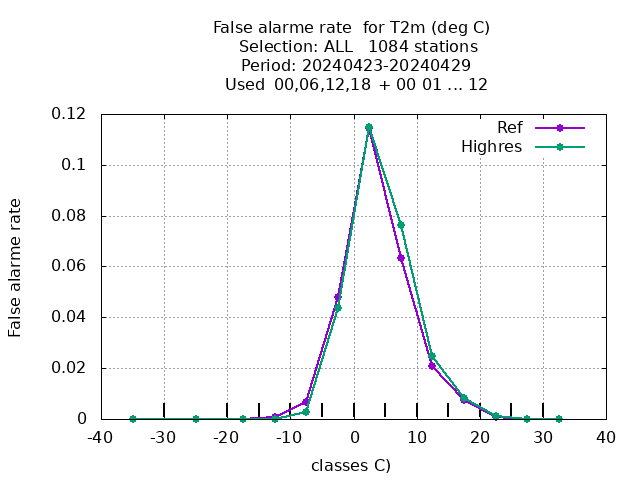 False alarme rate  for T2m (deg C)
Selection: ALL   1084 stations
Period: 20240423-20240429
Used  00,06,12,18  + 00 01 ... 12
Ref
Highres
False alarme rate
0.12
0.1
0.08
0.06
0.04
0.02
0
-40 -30 -20 -10 0 10 20 30 40
classes C)